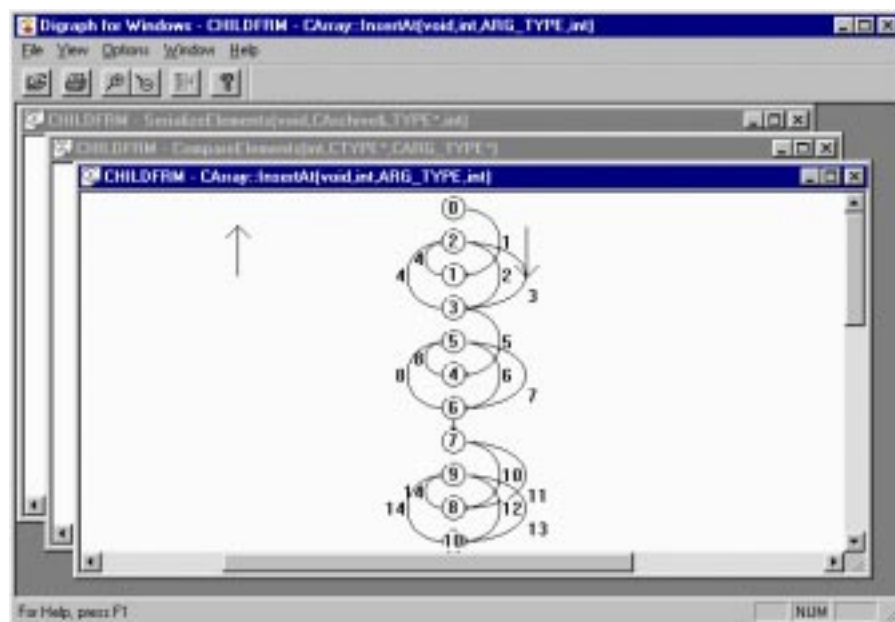 Digraph for Windows - CHILDFRM - CArray::InsertAt(void,int,ARG_TYPE,int)
File View Options Window Help
CHILDFRM - SerializeElements(void,CArchive&,TYPE*,int)
CHILDFRM - CompareElements(int,CTYPE*,CARG_TYPE*)
CHILDFRM - CArray::InsertAt(void,int,ARG_TYPE,int)
0
2 1
4
4 1 2
3
3
5 5
8
8 4 6
7
6
7
9 10
14 11
14 8 12
13
10
For Help, press F1 NUM